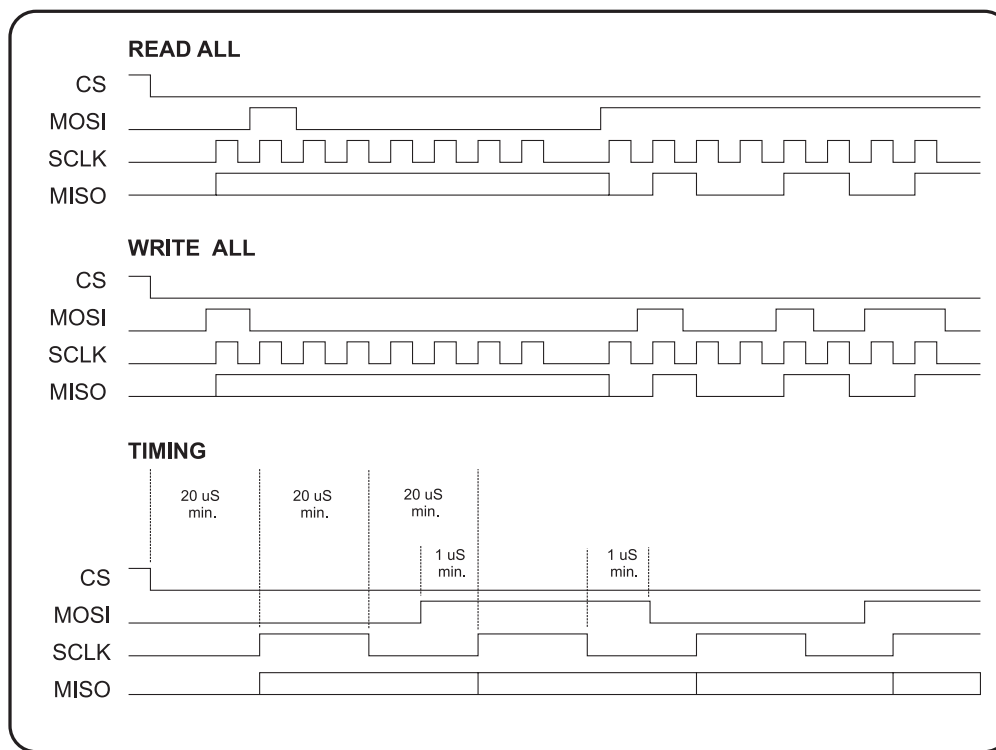 READ ALL
CS
MOSI
SCLK
MISO
WRITE ALL
CS
MOSI
SCLK
MISO
TIMING
20 uS
min.
20 uS
min.
20 uS
min.
1 uS
min.
1 uS
min.
CS
MOSI
SCLK
MISO